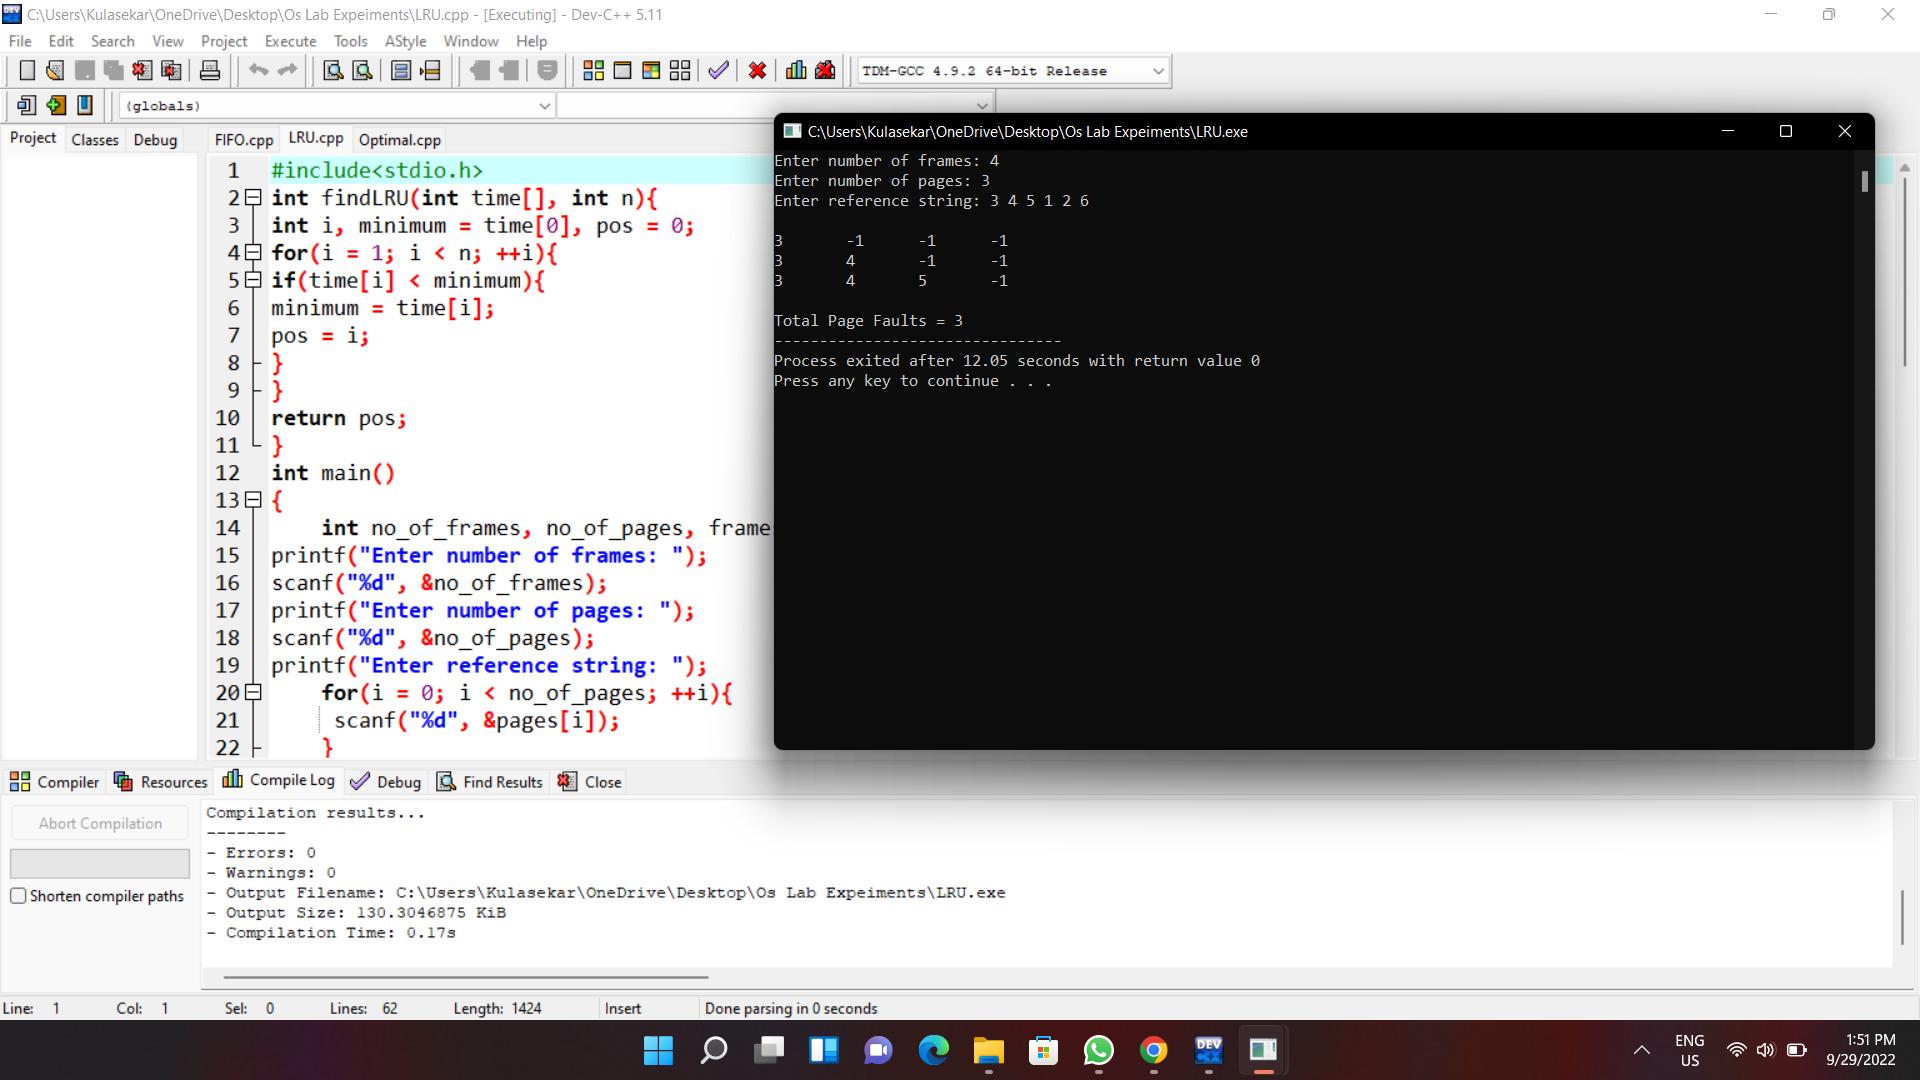 C:\Users\Kulasekar\OneDrive\Desktop\Os Lab Expeiments\LRU.cpp - [Executing] - Dev-C++ 5.11
File Edit Search View Project Execute Tools AStyle Window Help
TDM-GCC 4.9.2 64-bit Release
(globals)
Project Classes Debug
FIFO.cpp LRU.cpp Optimal.cpp
1 #include<stdio.h>
2 int findLRU(int time[], int n){
3 int i, minimum = time[0], pos = 0;
4 for(i = 1; i < n; ++i){
5 if(time[i] < minimum){
6 minimum = time[i];
7 pos = i;
8 }
9 }
10 return pos;
11 }
12 int main()
13 {
14 int no_of_frames, no_of_pages, frame
15 printf("Enter number of frames: ");
16 scanf("%d", &no_of_frames);
17 printf("Enter number of pages: ");
18 scanf("%d", &no_of_pages);
19 printf("Enter reference string: ");
20 for(i = 0; i < no_of_pages; ++i){
21 scanf("%d", &pages[i]);
22 }
C:\Users\Kulasekar\OneDrive\Desktop\Os Lab Expeiments\LRU.exe
Enter number of frames: 4
Enter number of pages: 3
Enter reference string: 3 4 5 1 2 6
3 -1 -1 -1
3 4 -1 -1
3 4 5 -1
Total Page Faults = 3
--------------------------------
Process exited after 12.05 seconds with return value 0
Press any key to continue . . .
Compiler Resources Compile Log Debug Find Results Close
Abort Compilation
Shorten compiler paths
Compilation results...
--------
- Errors: 0
- Warnings: 0
- Output Filename: C:\Users\Kulasekar\OneDrive\Desktop\Os Lab Expeiments\LRU.exe
- Output Size: 130.3046875 KiB
- Compilation Time: 0.17s
Line: 1 Col: 1 Sel: 0 Lines: 62 Length: 1424 Insert Done parsing in 0 seconds
DEV
ENG
US
1:51 PM
9/29/2022